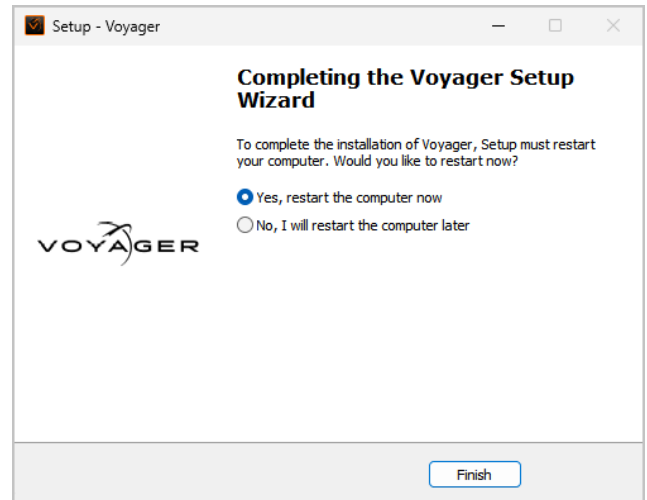 Setup - Voyager
Completing the Voyager Setup
Wizard
To complete the installation of Voyager, Setup must restart
your computer. Would you like to restart now?
Yes, restart the computer now
No, I will restart the computer later
VOYAGER
Finish